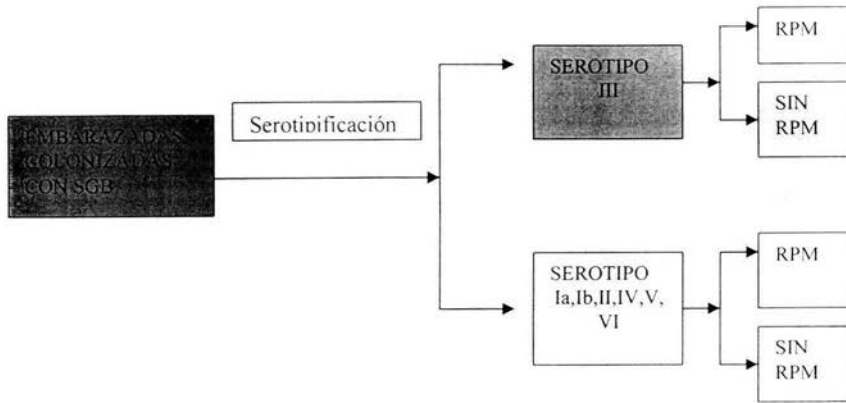 EMBARAZADAS
COLONIZADAS
CON SGB
Serotipificación
SEROTIPO
III
RPM
SIN
RPM
SEROTIPO
Ia,Ib,II,IV,V,
VI
RPM
SIN
RPM